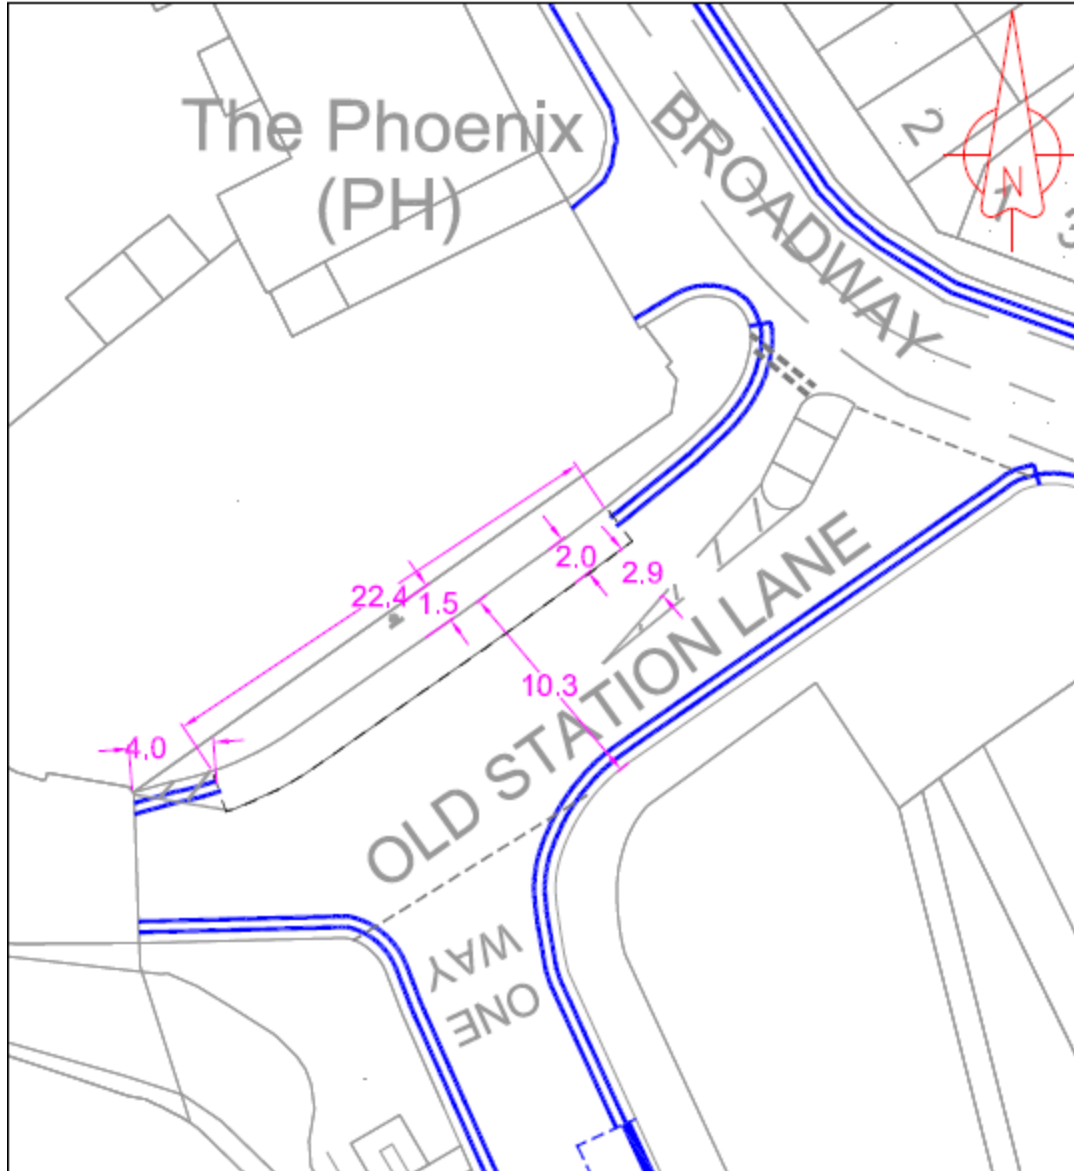 The Phoenix
(PH)
BROADWAY
2
1
3
N
22.4
1.5
2.0
2.9
10.3
4.0
OLD STATION LANE
ONE
WAY